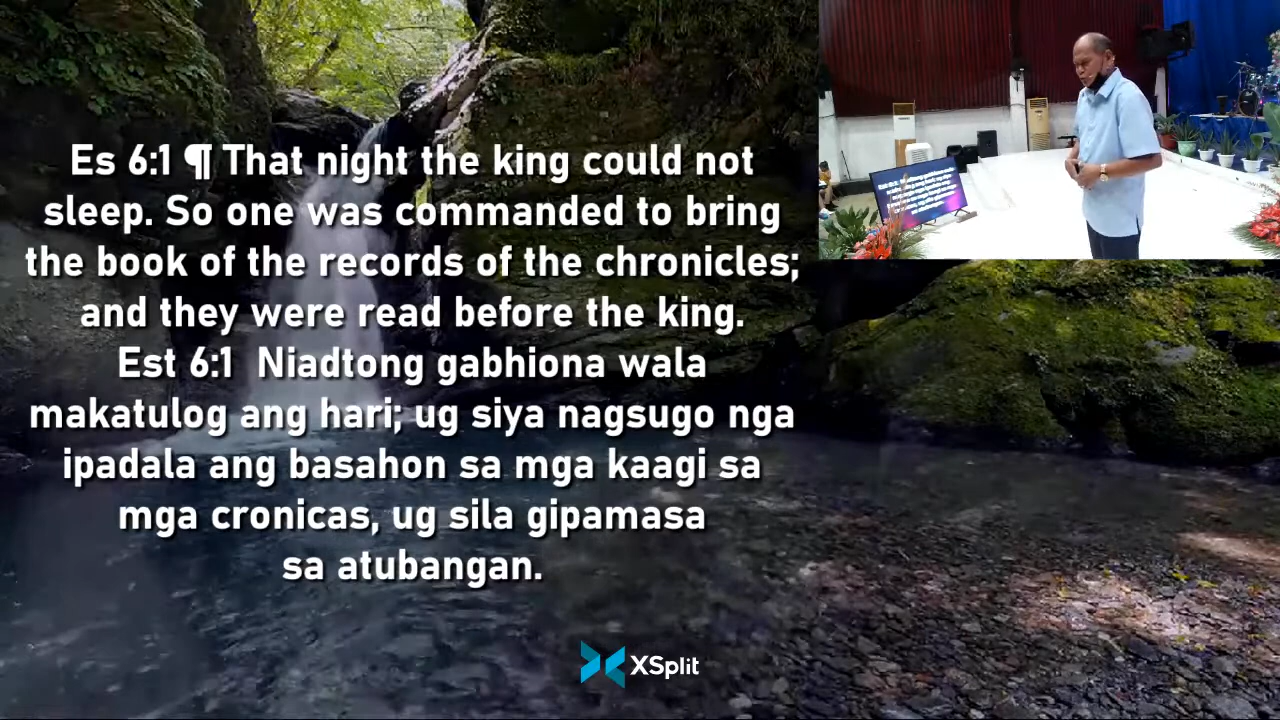 Es 6:1 ¶ That night the king could not
sleep. So one was commanded to bring
the book of the records of the chronicles;
and they were read before the king.
Est 6:1  Niadtong gabhiona wala
makatulog ang hari; ug siya nagsugo nga
ipadala ang basahon sa mga kaagi sa
mga cronicas, ug sila gipamasa
sa atubangan.
XSplit